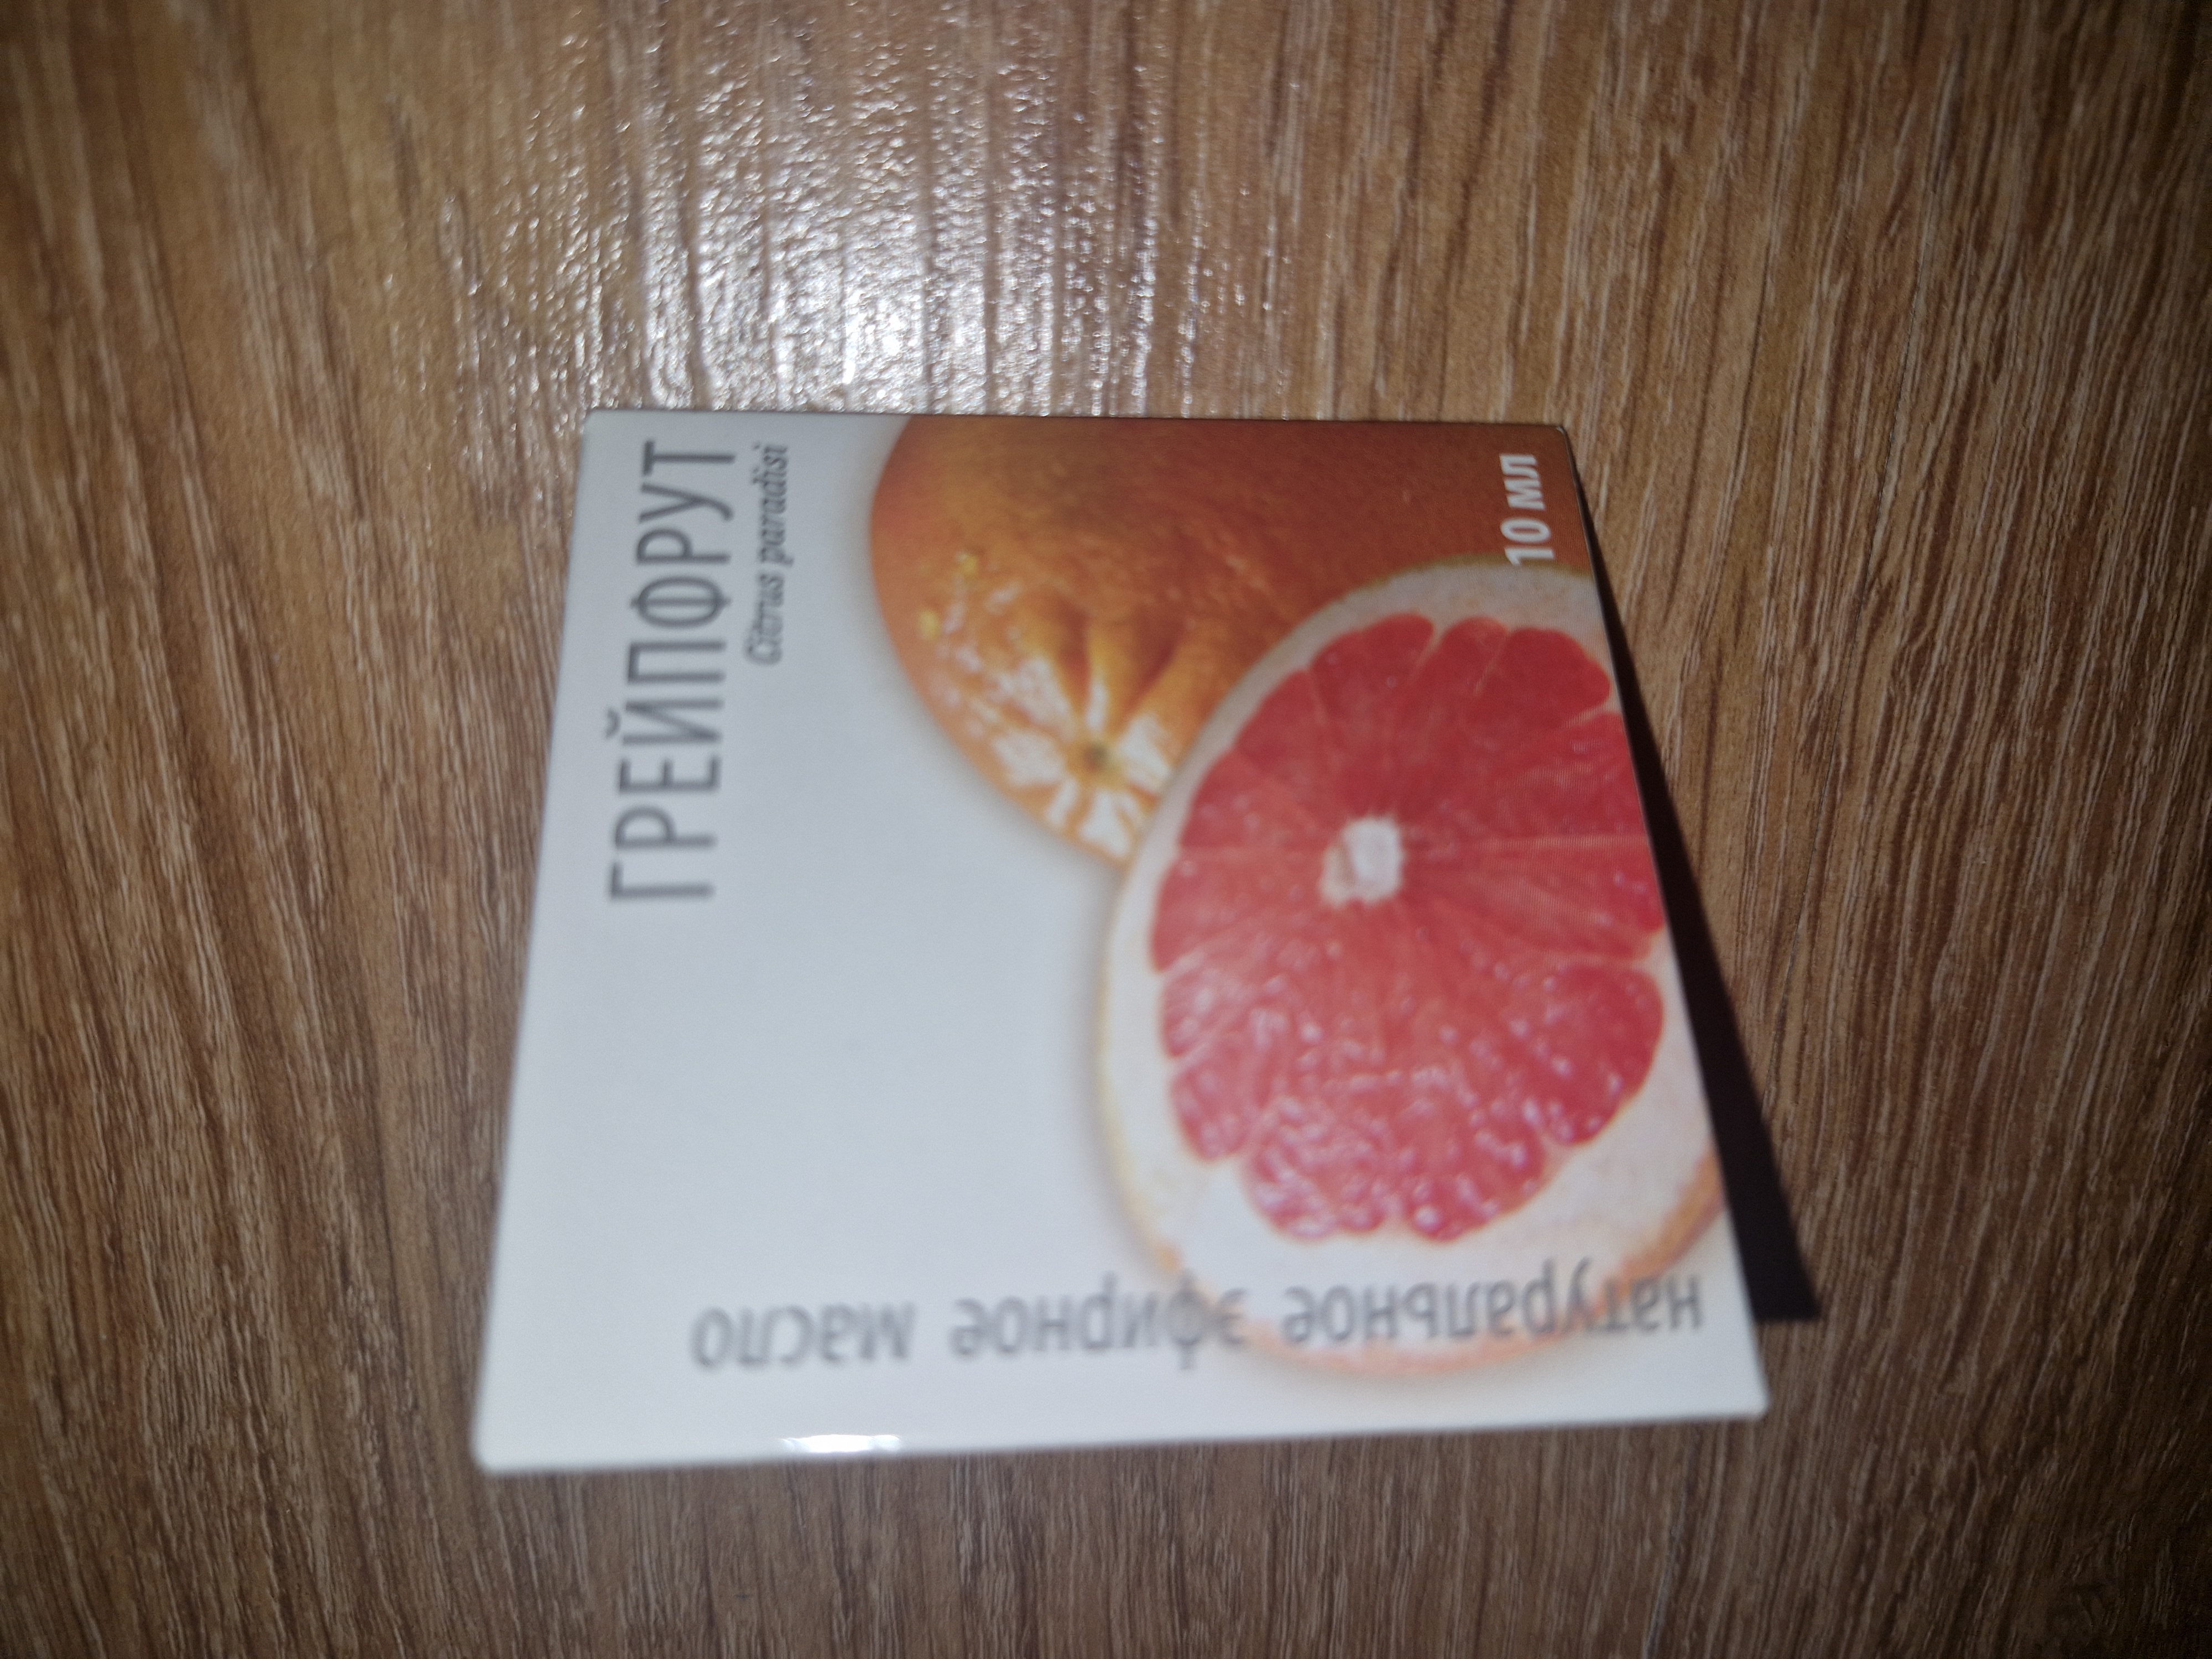 ГРЕЙПФРУТ
Citrus paradisi
10 мл
натуральное эфирное масло